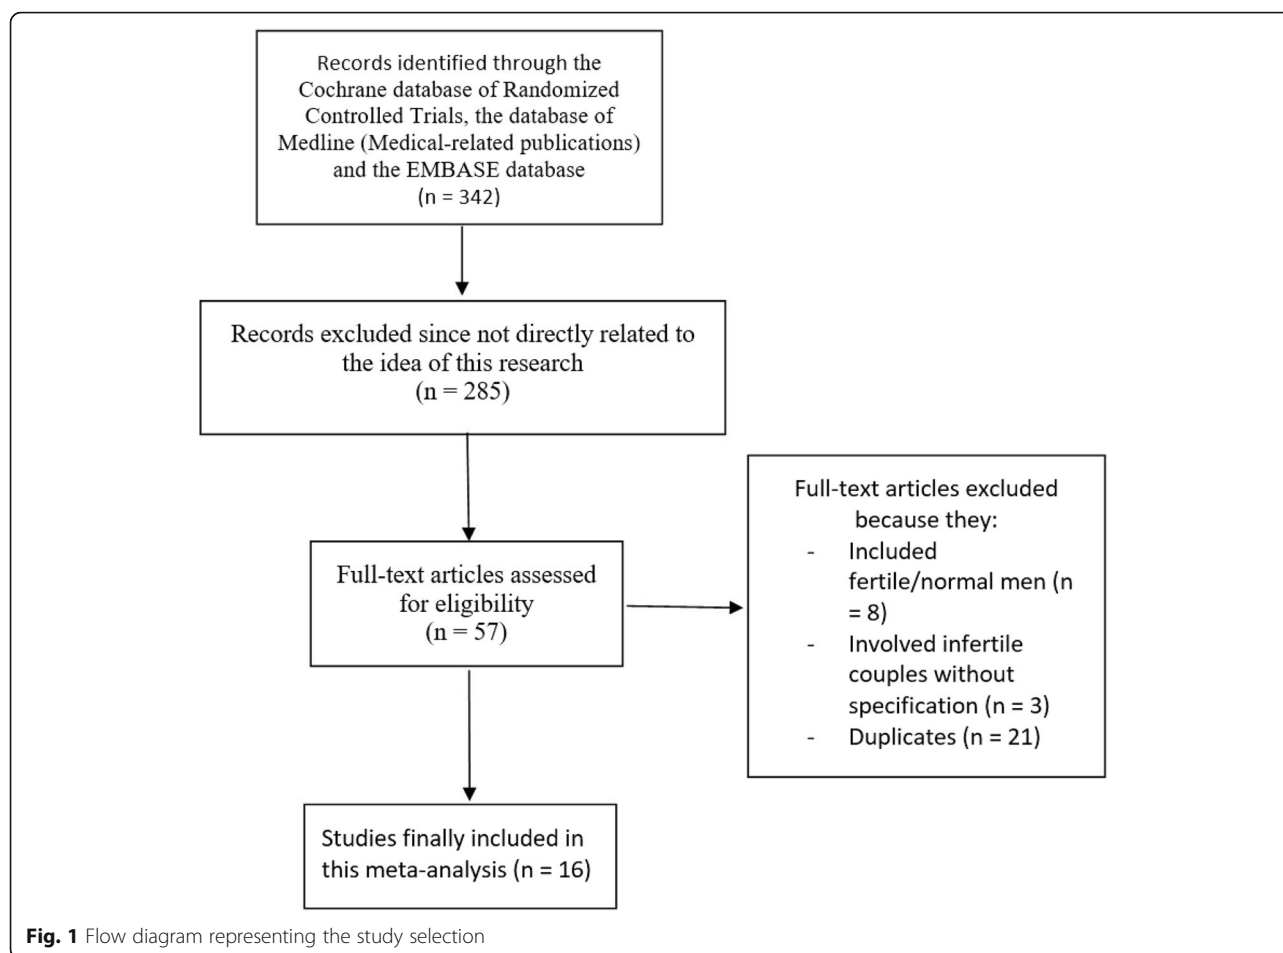 Records identified through the
Cochrane database of Randomized
Controlled Trials, the database of
Medline (Medical-related publications)
and the EMBASE database
(n = 342)
Records excluded since not directly related to
the idea of this research
(n = 285)
Full-text articles assessed
for eligibility
(n = 57)
Full-text articles excluded
because they:
- Included
fertile/normal men (n
= 8)
- Involved infertile
couples without
specification (n = 3)
- Duplicates (n = 21)
Studies finally included in
this meta-analysis (n = 16)
Fig. 1 Flow diagram representing the study selection